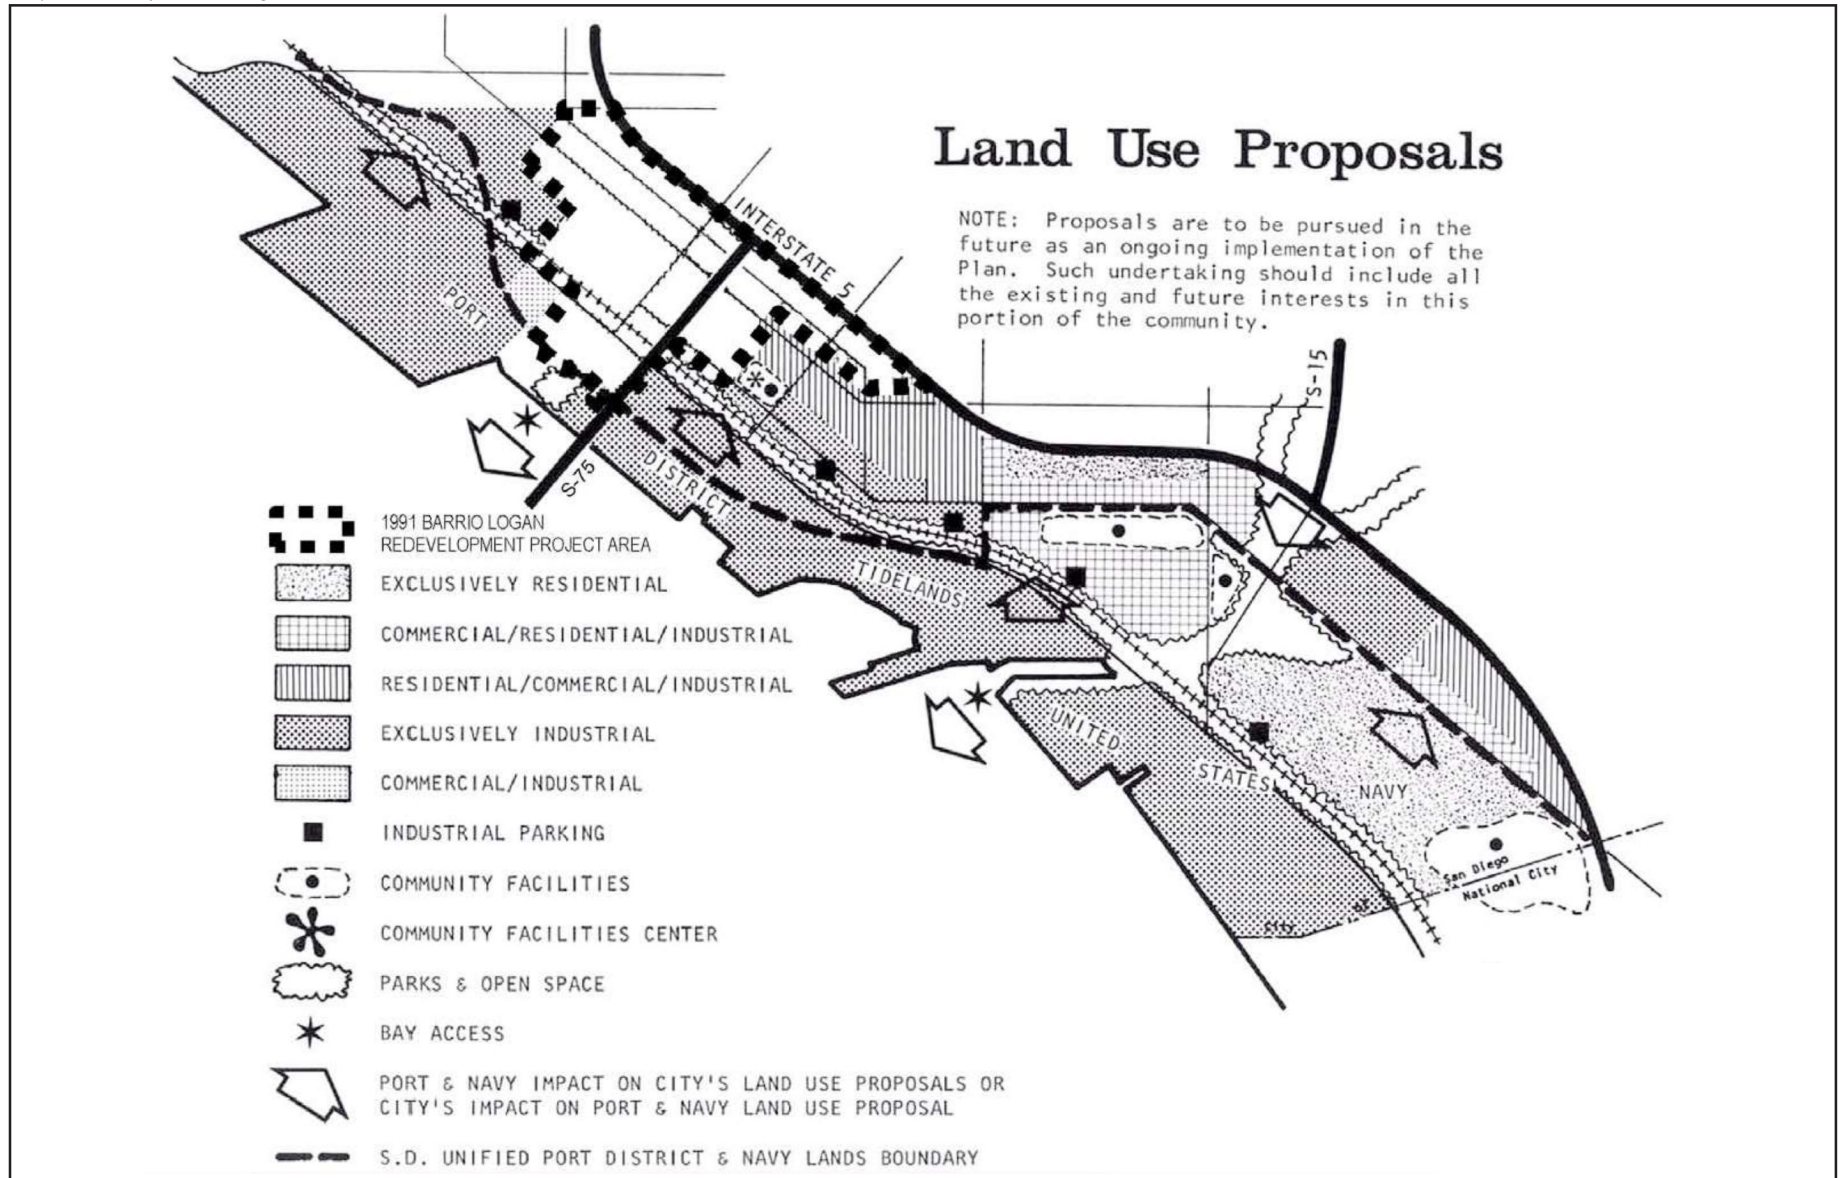 Land Use Proposals
NOTE: Proposals are to be pursued in the
future as an ongoing implementation of the
Plan. Such undertaking should include all
the existing and future interests in this
portion of the community.
INTERSTATE 5
S-15
PORT
S-75
DISTRICT
TIDELANDS
UNITED
STATES
NAVY
San Diego
National City
City of
1991 BARRIO LOGAN
REDEVELOPMENT PROJECT AREA
EXCLUSIVELY RESIDENTIAL
COMMERCIAL/RESIDENTIAL/INDUSTRIAL
RESIDENTIAL/COMMERCIAL/INDUSTRIAL
EXCLUSIVELY INDUSTRIAL
COMMERCIAL/INDUSTRIAL
INDUSTRIAL PARKING
COMMUNITY FACILITIES
COMMUNITY FACILITIES CENTER
PARKS & OPEN SPACE
BAY ACCESS
PORT & NAVY IMPACT ON CITY'S LAND USE PROPOSALS OR
CITY'S IMPACT ON PORT & NAVY LAND USE PROPOSAL
S.D. UNIFIED PORT DISTRICT & NAVY LANDS BOUNDARY